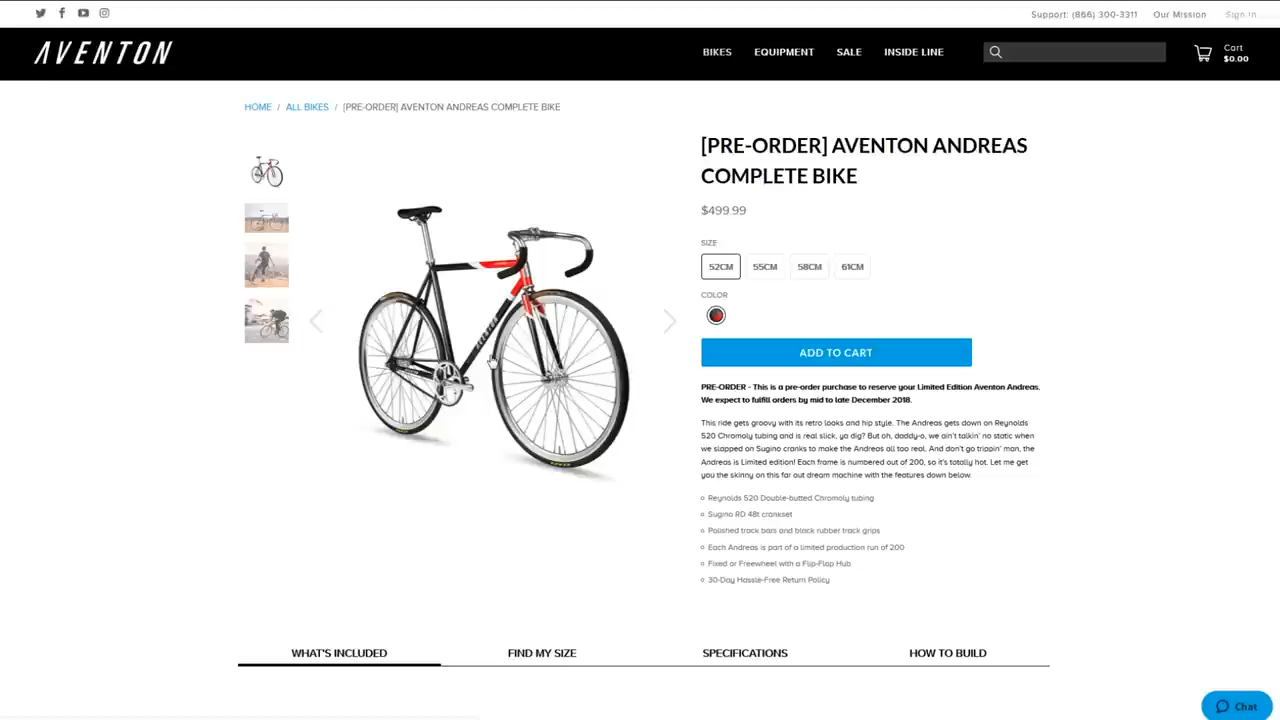 Support: (866) 300-3311 Our Mission Sign In
AVENTON
BIKES EQUIPMENT SALE INSIDE LINE
Cart
$0.00
HOME / ALL BIKES / [PRE-ORDER] AVENTON ANDREAS COMPLETE BIKE
[PRE-ORDER] AVENTON ANDREAS
COMPLETE BIKE
$499.99
SIZE
52CM 55CM 58CM 61CM
COLOR
ADD TO CART
AVENTON
PRE-ORDER - This is a pre-order purchase to reserve your Limited Edition Aventon Andreas.
We expect to fulfill orders by mid to late December 2018.
This ride gets groovy with its retro looks and hip style. The Andreas gets down on Reynolds
520 Chromoly tubing and is real slick, ya dig? But oh, daddy-o, we ain't talkin' no static when
we slapped on Sugino cranks to make the Andreas all too real. And don't go trippin' man, the
Andreas is Limited edition! Each frame is numbered out of 200, so it's totally hot. Let me get
you the skinny on this far out dream machine with the features down below.
Reynolds 520 Double-butted Chromoly tubing
Sugino RD 48t crankset
Polished track bars and black rubber track grips
Each Andreas is part of a limited production run of 200
Fixed or Freewheel with a Flip-Flop Hub
30-Day Hassle-Free Return Policy
WHAT'S INCLUDED FIND MY SIZE SPECIFICATIONS HOW TO BUILD
Chat